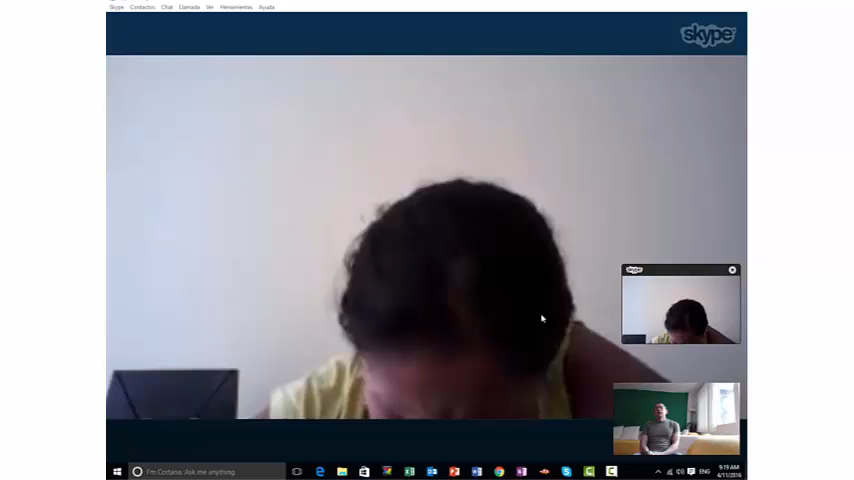 Skype Contactos Chat Llamada Ver Herramientas Ayuda
skype
skype
I'm Cortana. Ask me anything.
ENG
9:19 AM
4/11/2016